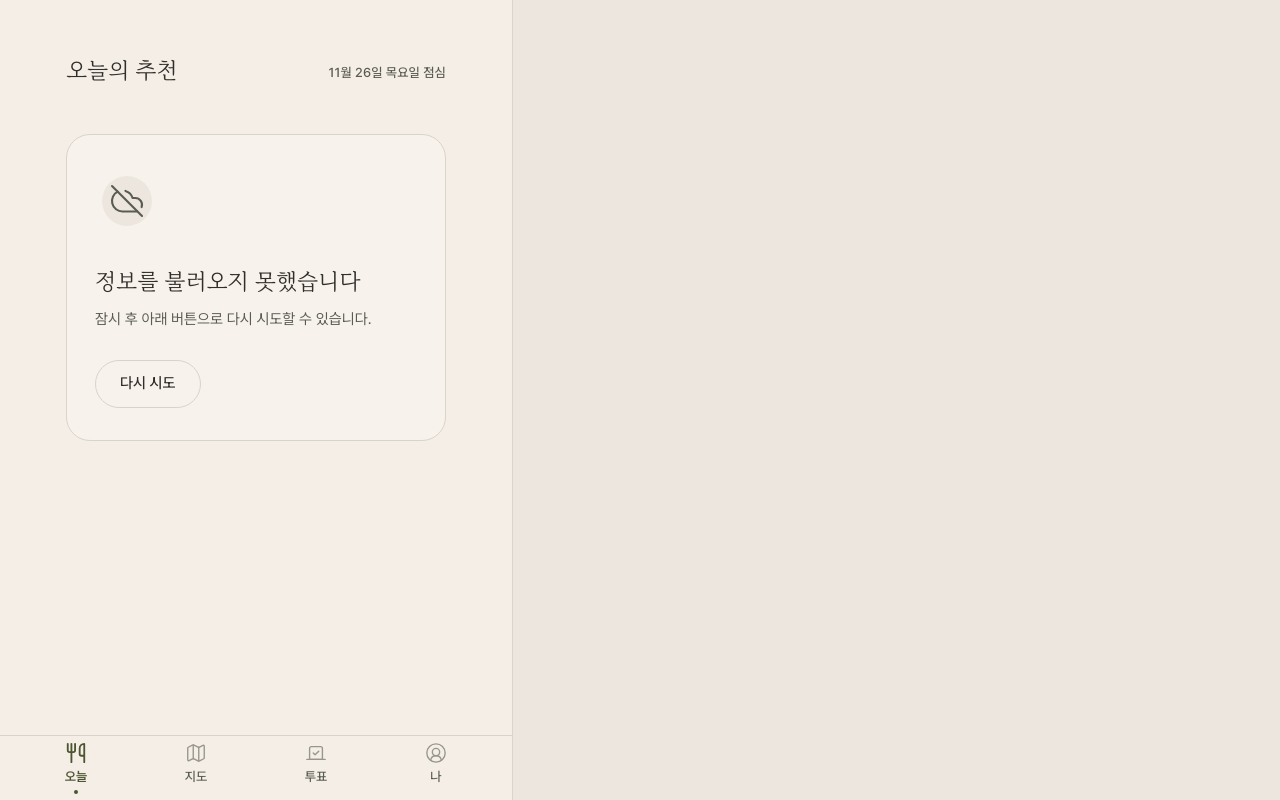 오늘의 추천
11월 26일 목요일 점심
정보를 불러오지 못했습니다
잠시 후 아래 버튼으로 다시 시도할 수 있습니다.
다시 시도
오늘
지도
투표
나